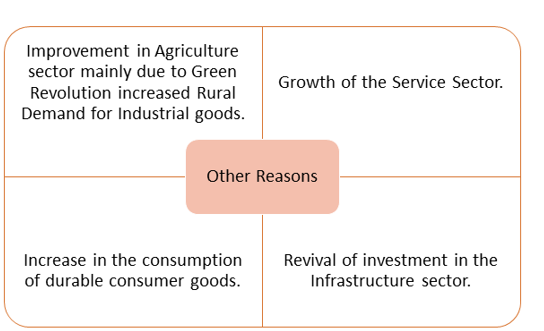 Improvement in Agriculture
sector mainly due to Green
Revolution increased Rural
Demand for Industrial goods.
Growth of the Service Sector.
Other Reasons
Increase in the consumption
of durable consumer goods.
Revival of investment in the
Infrastructure sector.